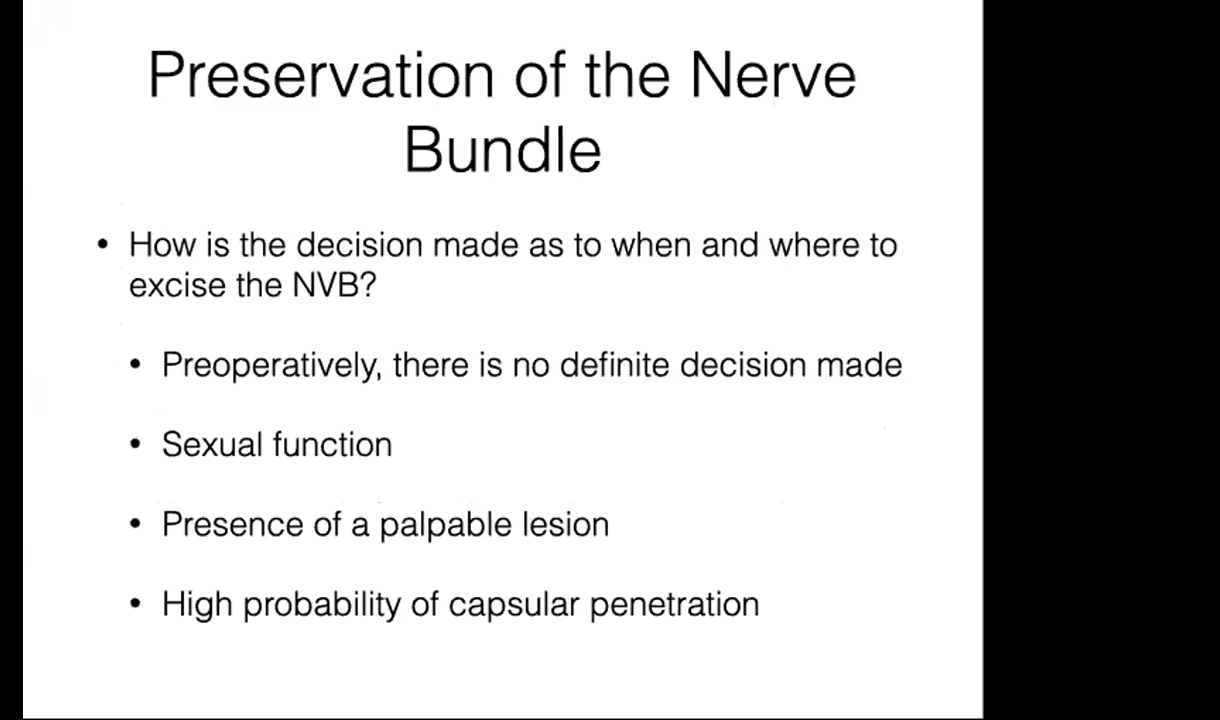 Preservation of the Nerve
Bundle
• How is the decision made as to when and where to
excise the NVB?
• Preoperatively, there is no definite decision made
• Sexual function
• Presence of a palpable lesion
• High probability of capsular penetration